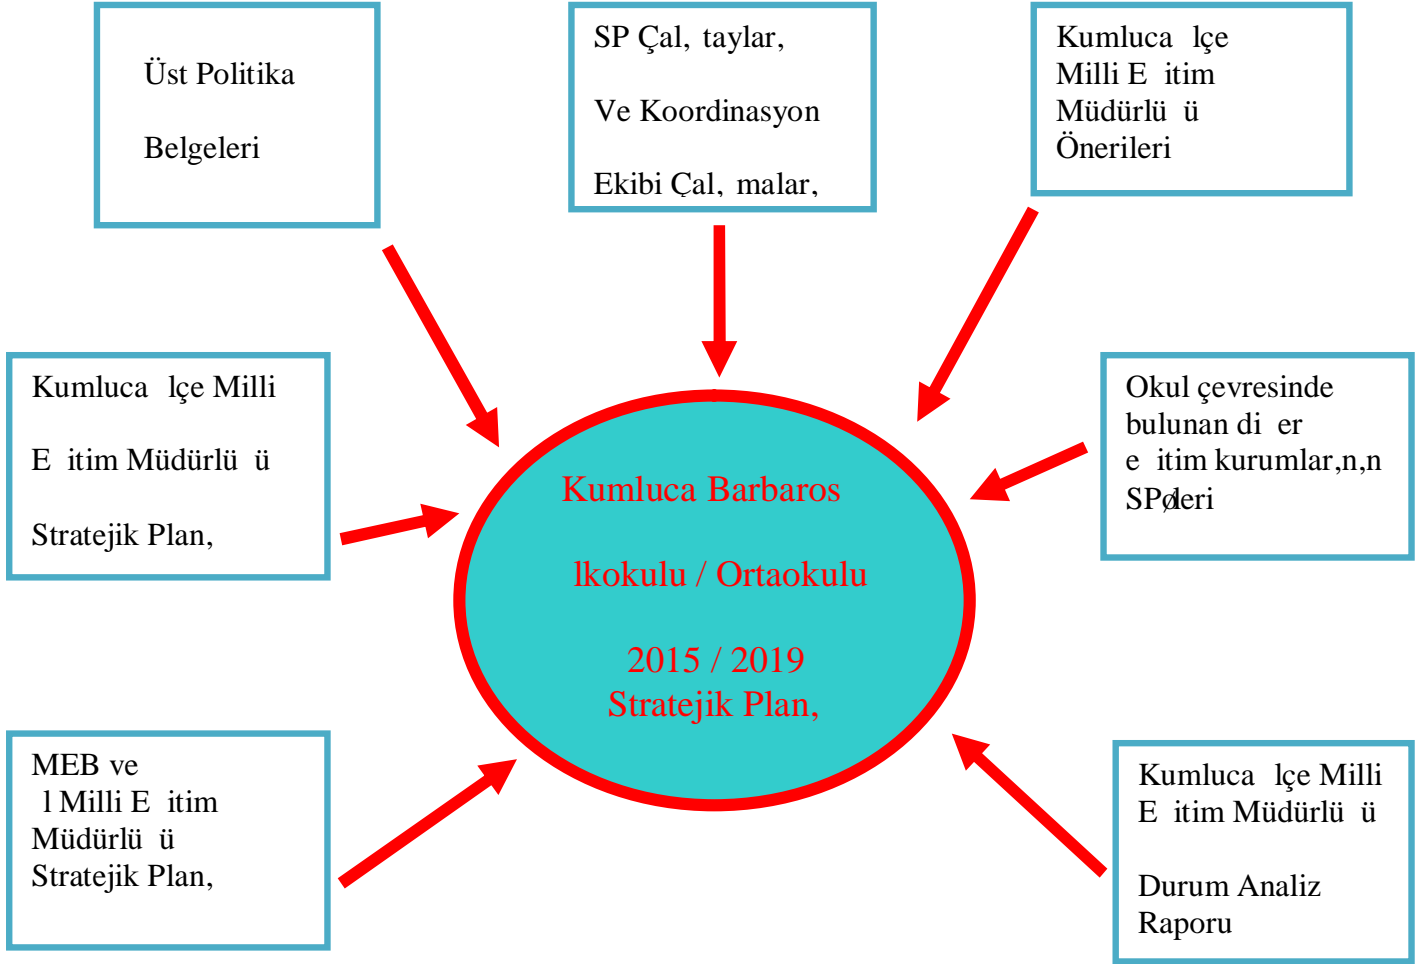 Üst Politika
Belgeleri
SP Çal, taylar,
Ve Koordinasyon
Ekibi Çal, malar,
Kumluca lçe
Milli E itim
Müdürlü ü
Önerileri
Kumluca lçe Milli
E itim Müdürlü ü
Stratejik Plan,
Okul çevresinde
bulunan di er
e itim kurumlar,n,n
SPøleri
Kumluca Barbaros
lkokulu / Ortaokulu
2015 / 2019
Stratejik Plan,
MEB ve
l Milli E itim
Müdürlü ü
Stratejik Plan,
Kumluca lçe Milli
E itim Müdürlü ü
Durum Analiz
Raporu